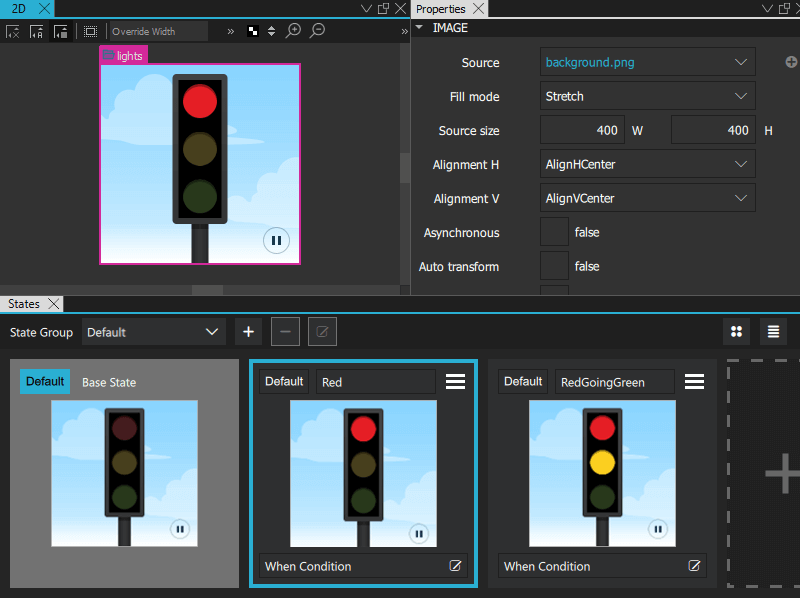 2D
Properties
Override Width
»
»
IMAGE
lights
Source
background.png
Fill mode
Stretch
Source size
400 W
400 H
Alignment H
AlignHCenter
Alignment V
AlignVCenter
Asynchronous
false
Auto transform
false
States
State Group
Default
Default
Base State
Default
Red
Default
RedGoingGreen
When Condition
When Condition